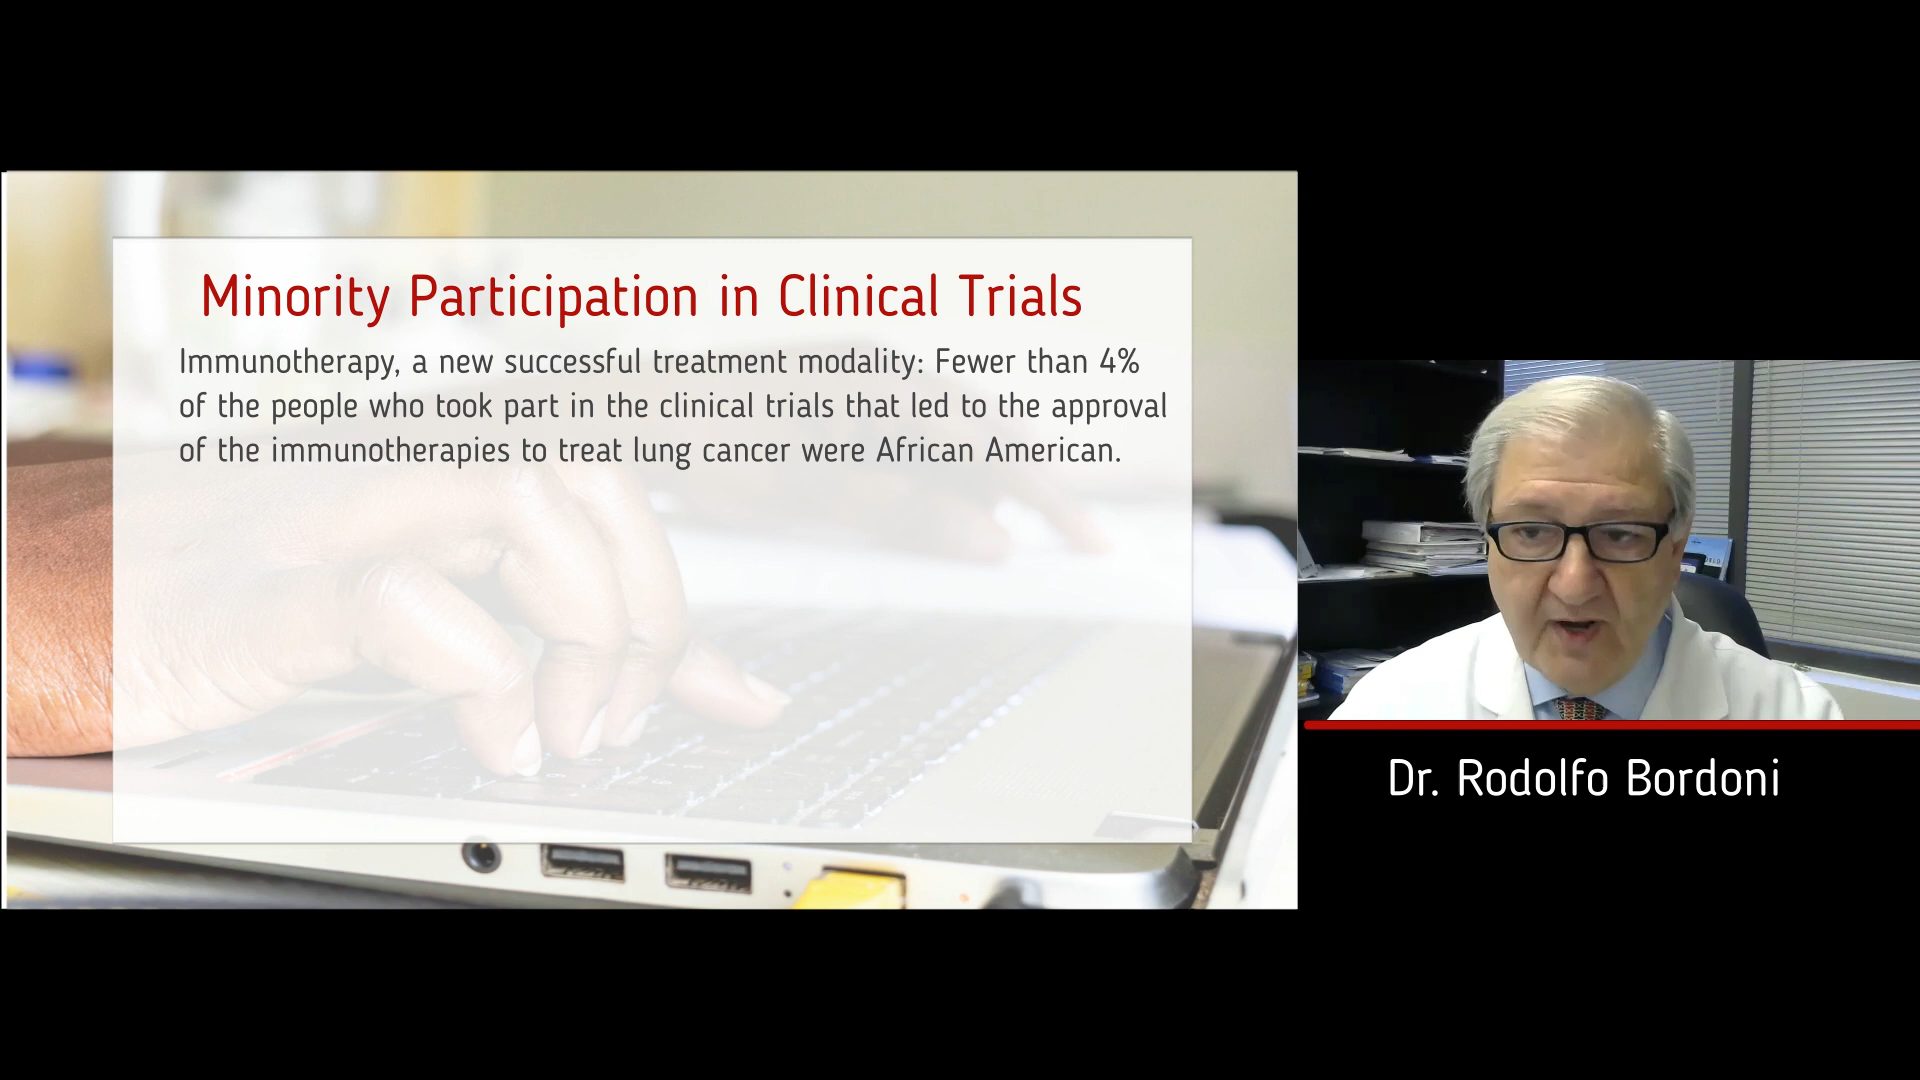 Minority Participation in Clinical Trials
Immunotherapy, a new successful treatment modality: Fewer than 4%
of the people who took part in the clinical trials that led to the approval
of the immunotherapies to treat lung cancer were African American.
Dr. Rodolfo Bordoni